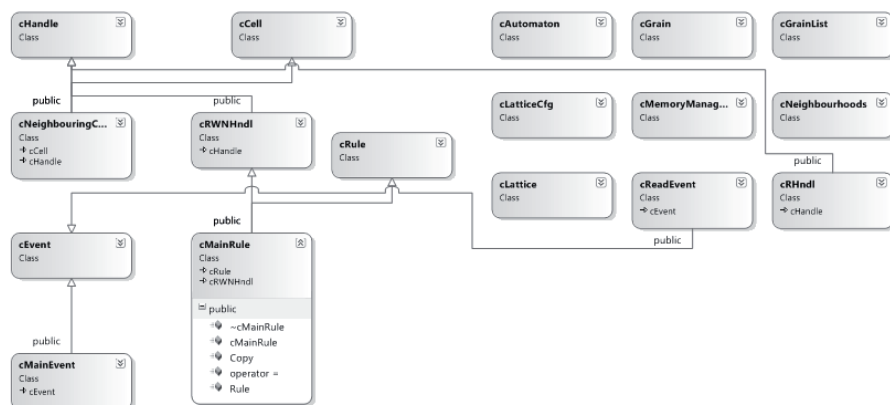 cHandle
Class
cCell
Class
cAutomaton
Class
cGrain
Class
cGrainList
Class
public
public
cNeighbouringC...
Class
cCell
cHandle
cRWNHndl
Class
cHandle
cRule
Class
cLatticeCfg
Class
cMemoryManag...
Class
cNeighbourhoods
Class
public
cLattice
Class
cReadEvent
Class
cEvent
cRHndl
Class
cHandle
public
public
cEvent
Class
cMainRule
Class
cRule
cRWNHndl
public
~cMainRule
cMainRule
Copy
operator =
Rule
public
cMainEvent
Class
cEvent